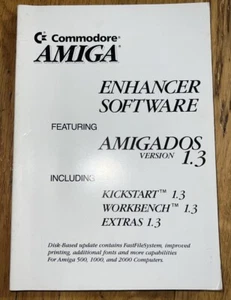 Commodore®
AMIGA®
ENHANCER
SOFTWARE
FEATURING
AMIGADOS
VERSION 1.3
INCLUDING
KICKSTART™ 1.3
WORKBENCH™ 1.3
EXTRAS 1.3
Disk-Based update contains FastFileSystem, improved
printing, additional fonts and more capabilities
For Amiga 500, 1000, and 2000 Computers.